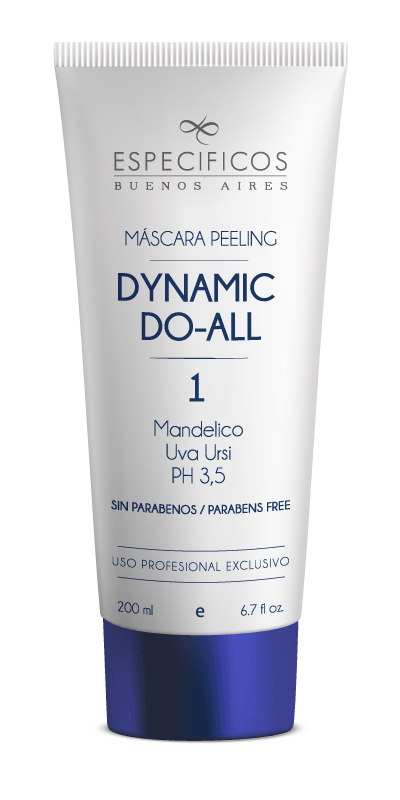 ESPECIFICOS
BUENOS AIRES
MÁSCARA PEELING
DYNAMIC
DO-ALL
1
Mandelico
Uva Ursi
PH 3,5
SIN PARABENOS / PARABENS FREE
USO PROFESIONAL EXCLUSIVO
200 ml e 6.7 fl oz.